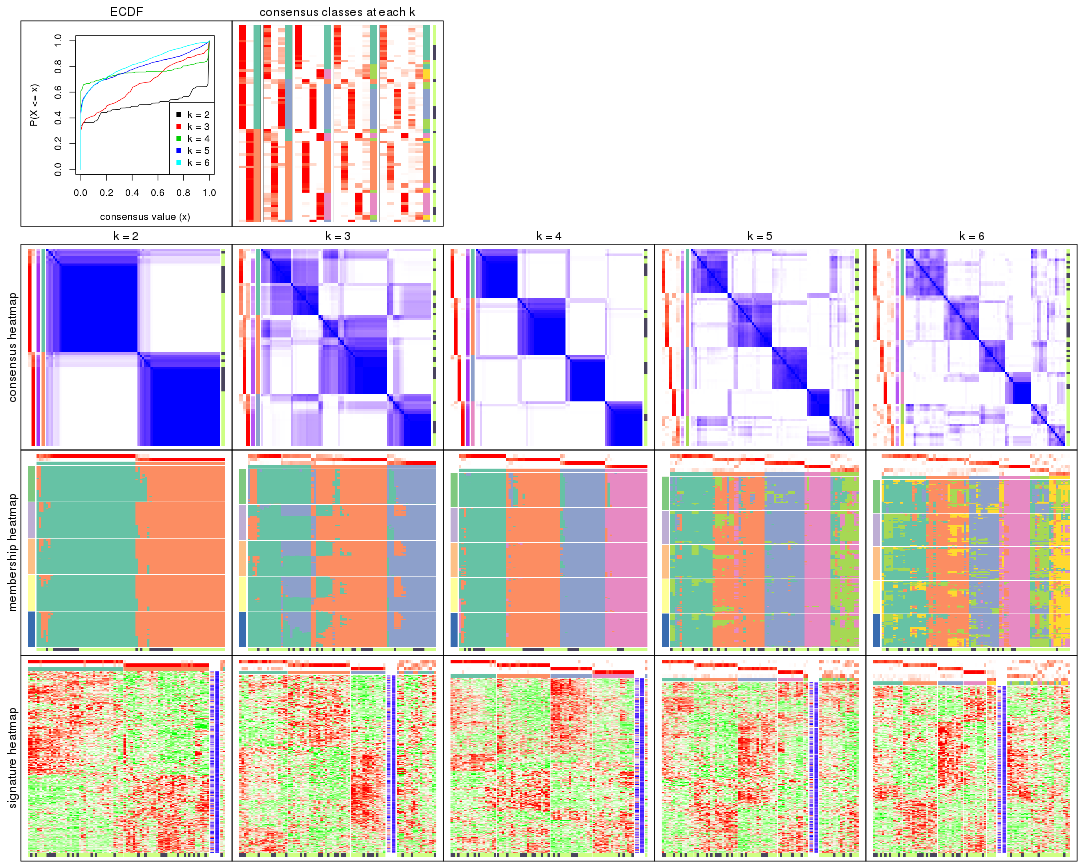 ECDF
consensus classes at each k
P(X <= x)
0.0 0.2 0.4 0.6 0.8 1.0
k = 2
k = 3
k = 4
k = 5
k = 6
0.0 0.2 0.4 0.6 0.8 1.0
consensus value (x)
k = 2 k = 3 k = 4 k = 5 k = 6
consensus heatmap
membership heatmap
signature heatmap